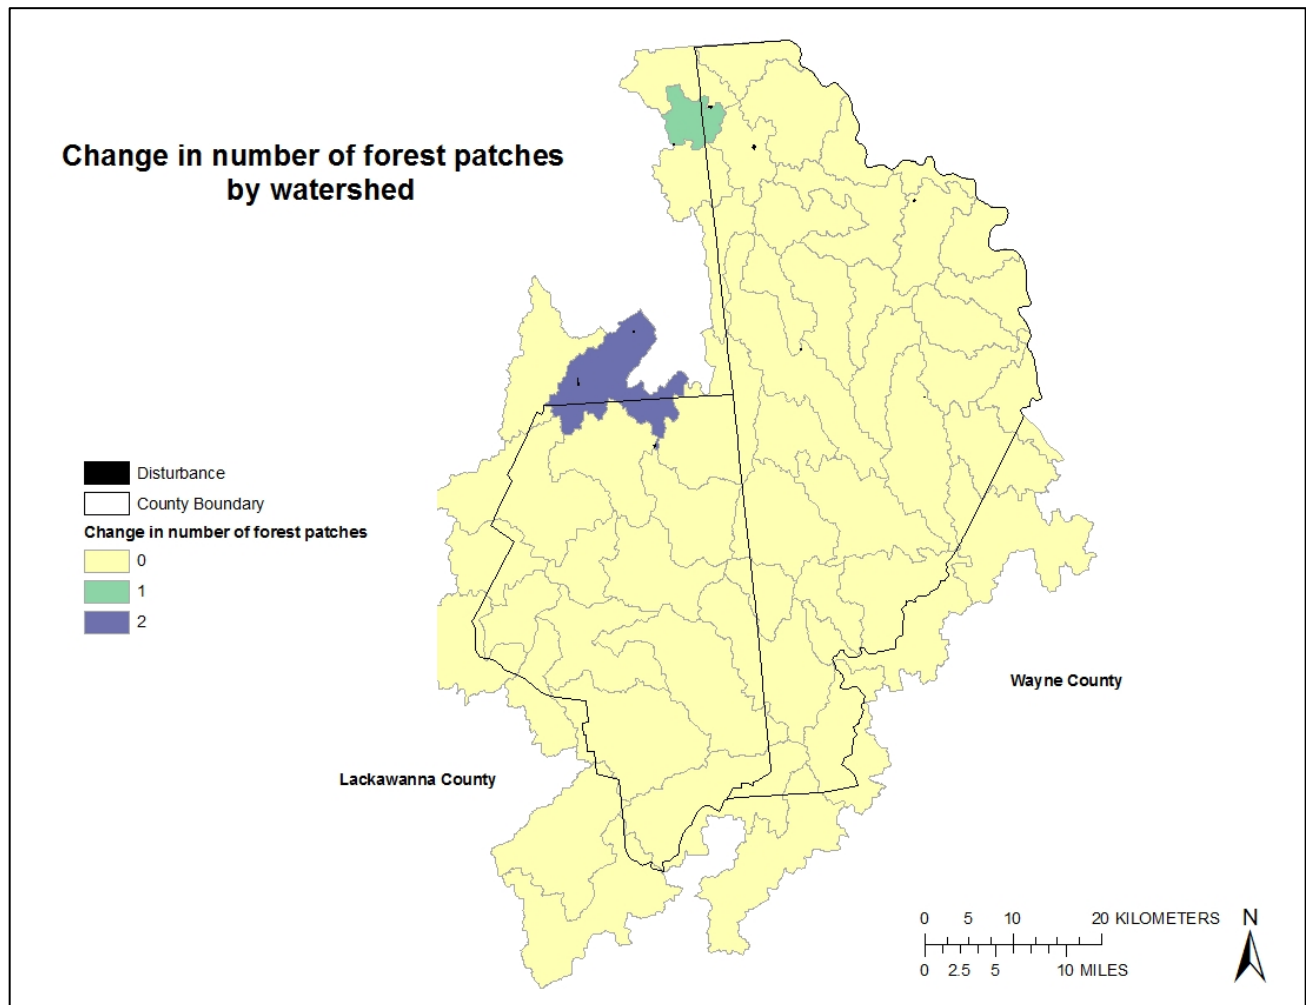 Change in number of forest patches
by watershed
Disturbance
County Boundary
Change in number of forest patches
0
1
2
Wayne County
Lackawanna County
0 5 10 20 KILOMETERS N
0 2.5 5 10 MILES